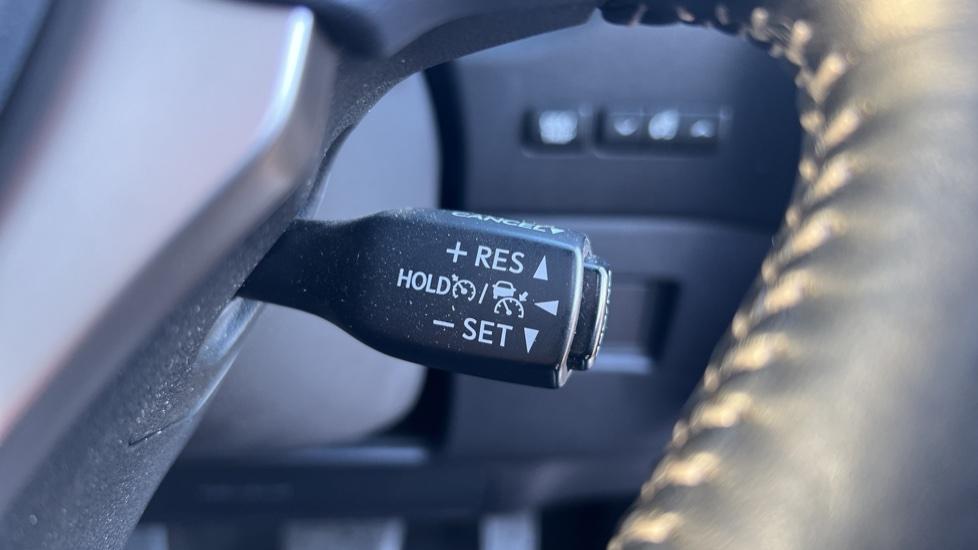 CANCEL
+ RES
HOLD /
− SET